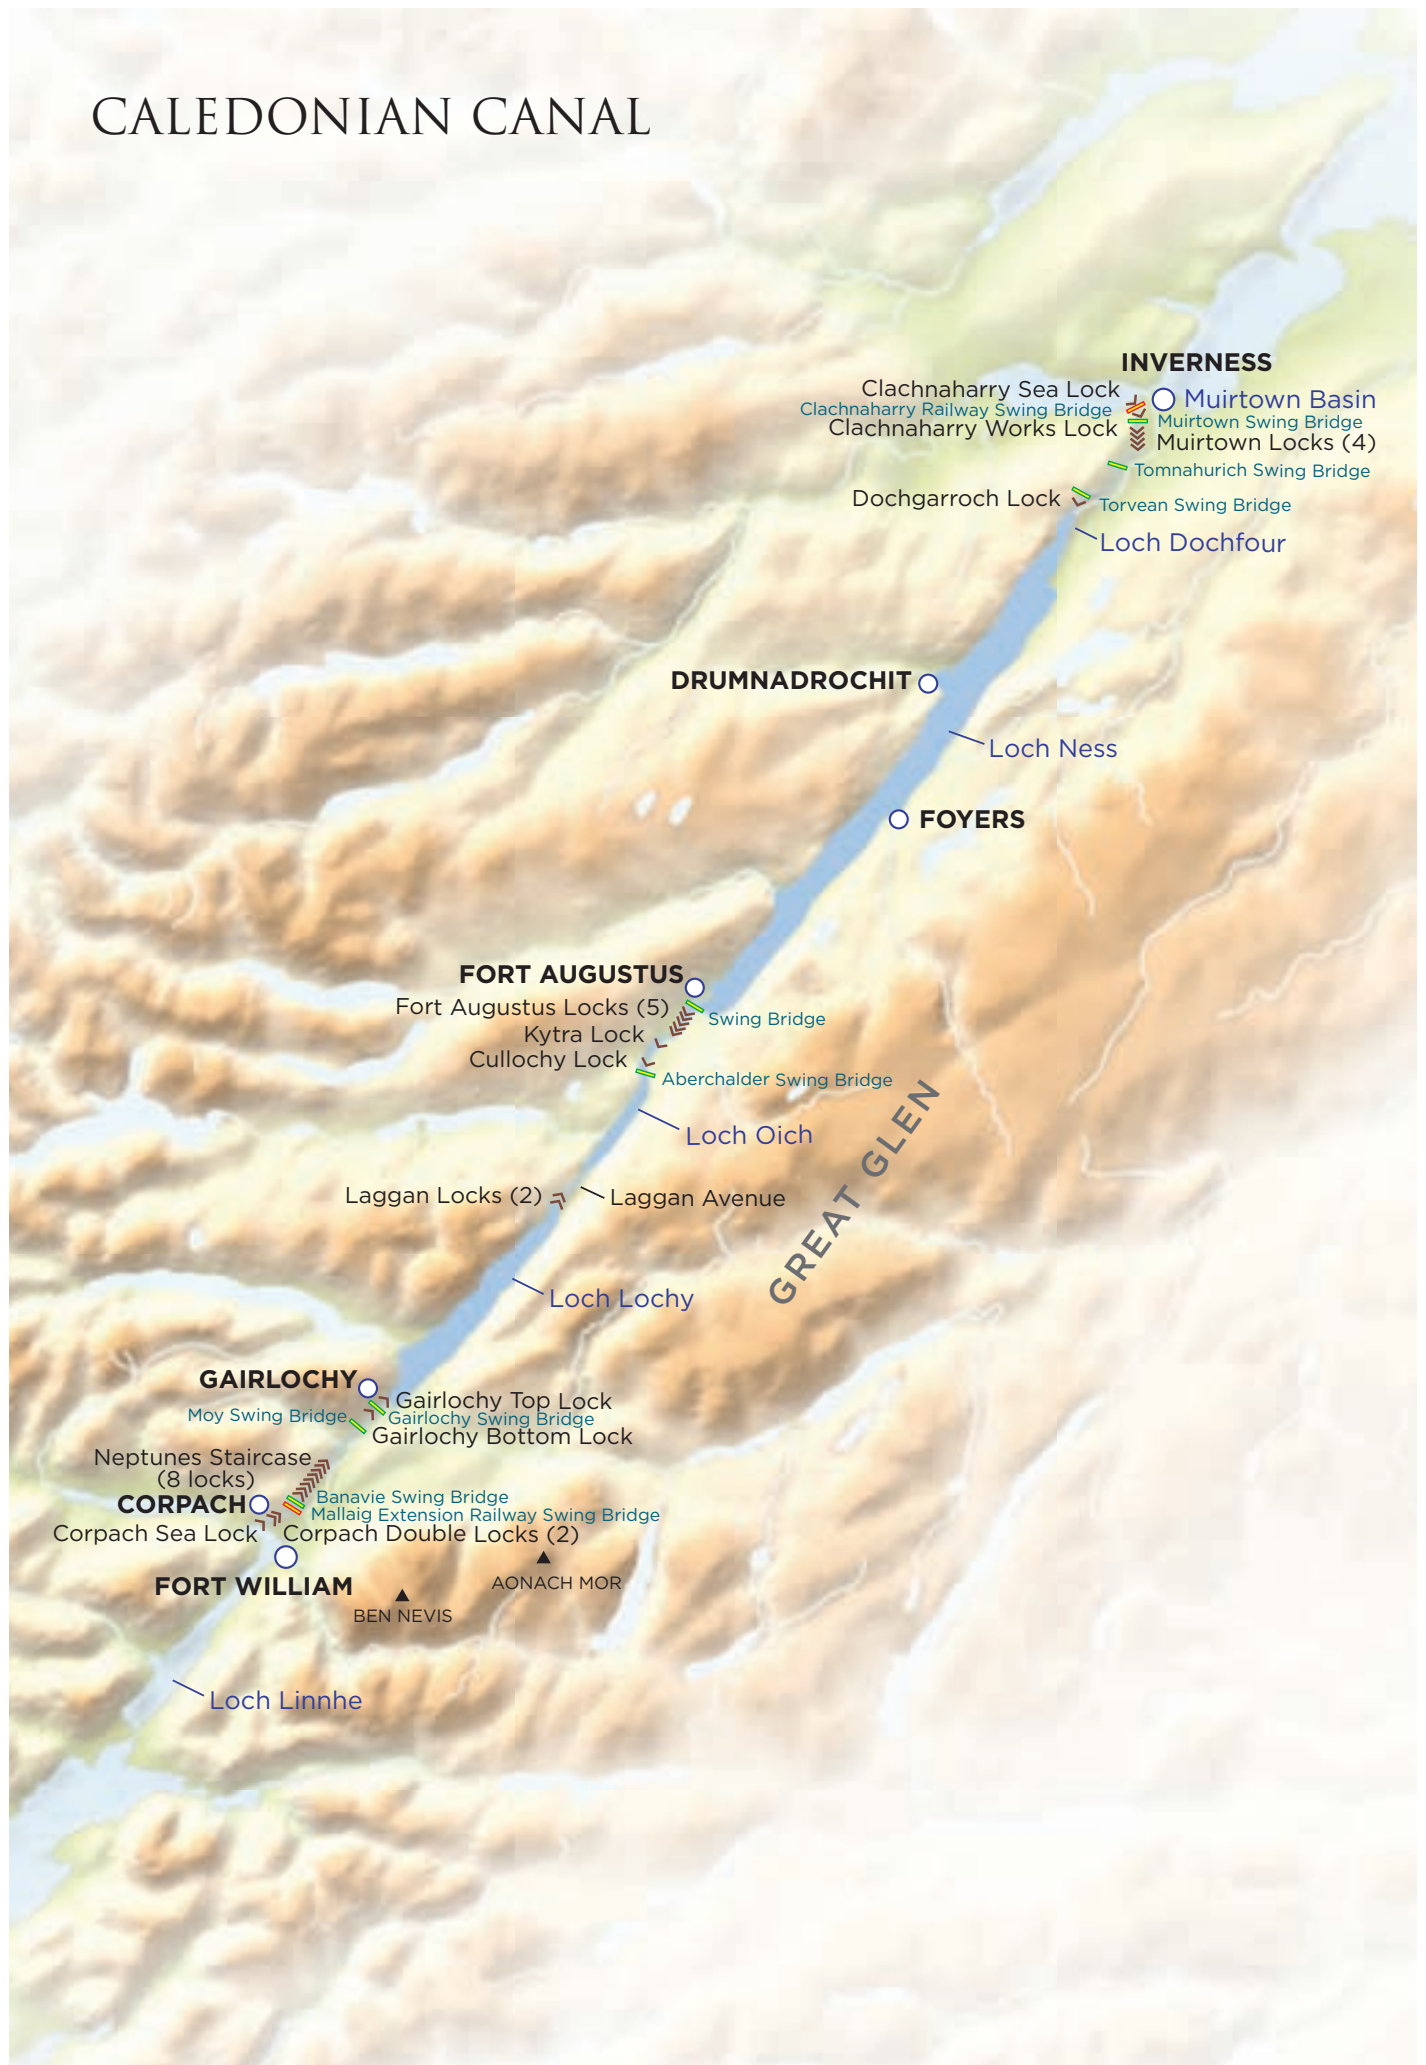 CALEDONIAN CANAL
INVERNESS
Clachnaharry Sea Lock
Muirtown Basin
Clachnaharry Railway Swing Bridge
Muirtown Swing Bridge
Clachnaharry Works Lock
Muirtown Locks (4)
Tomnahurich Swing Bridge
Dochgarroch Lock
Torvean Swing Bridge
Loch Dochfour
DRUMNADROCHIT
Loch Ness
FOYERS
FORT AUGUSTUS
Fort Augustus Locks (5)
Swing Bridge
Kytra Lock
Cullochy Lock
Aberchalder Swing Bridge
GREAT GLEN
Loch Oich
Laggan Locks (2)
Laggan Avenue
Loch Lochy
GAIRLOCHY
Gairlochy Top Lock
Moy Swing Bridge
Gairlochy Swing Bridge
Gairlochy Bottom Lock
Neptunes Staircase
(8 locks)
Banavie Swing Bridge
CORPACH
Mallaig Extension Railway Swing Bridge
Corpach Sea Lock
Corpach Double Locks (2)
FORT WILLIAM
AONACH MOR
BEN NEVIS
Loch Linnhe